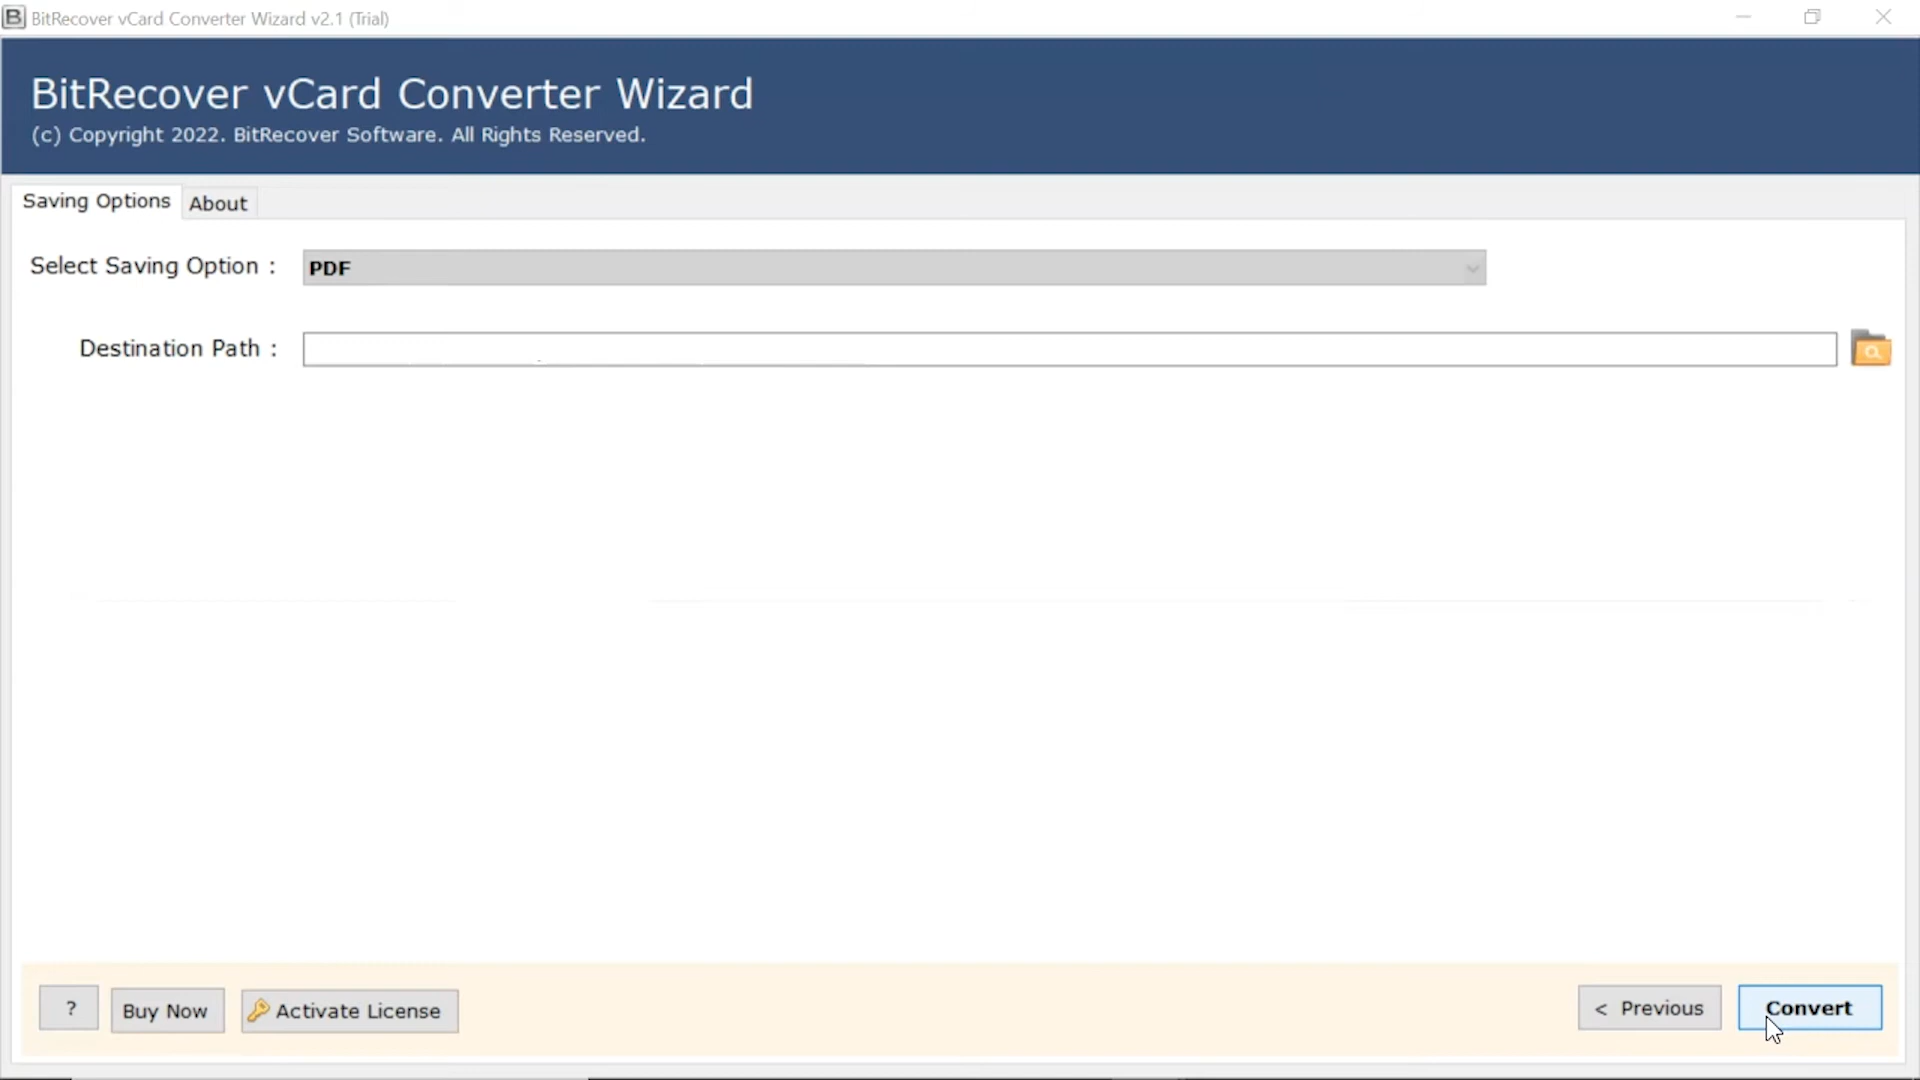 B BitRecover vCard Converter Wizard v2.1 (Trial)
BitRecover vCard Converter Wizard
(c) Copyright 2022. BitRecover Software. All Rights Reserved.
Saving Options About
Select Saving Option : PDF
Destination Path :
? Buy Now Activate License < Previous Convert